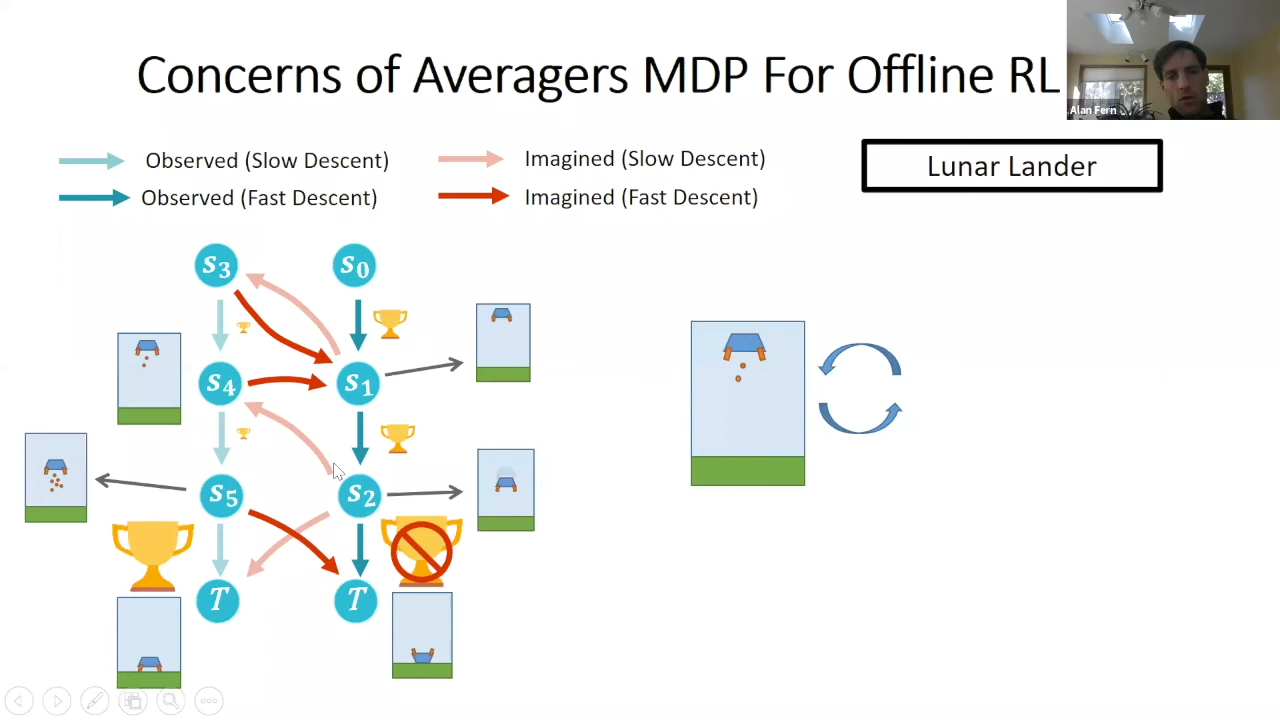 Concerns of Averagers MDP For Offline RL
Alan Fern
Observed (Slow Descent)
Imagined (Slow Descent)
Lunar Lander
Observed (Fast Descent)
Imagined (Fast Descent)
s3
s0
s4
s1
s5
s2
T
T